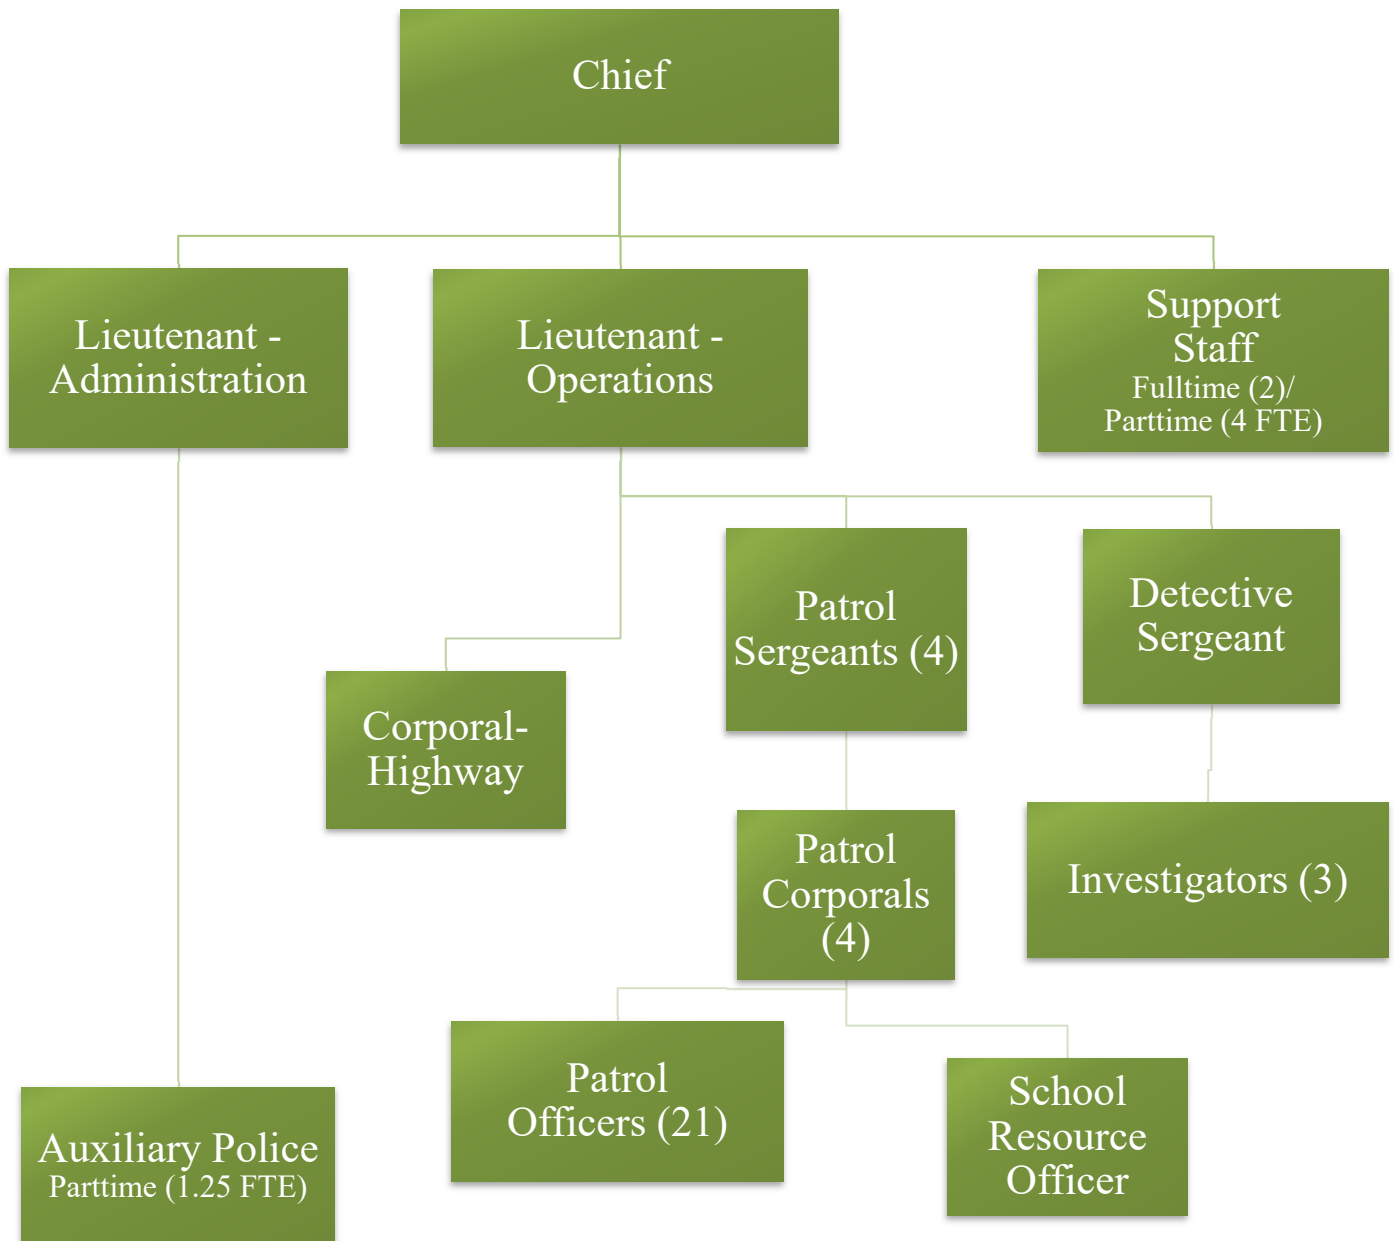 Chief
Lieutenant -
Administration
Lieutenant -
Operations
Support
Staff
Fulltime (2)/
Parttime (4 FTE)
Patrol
Sergeants (4)
Detective
Sergeant
Corporal-
Highway
Patrol
Corporals
(4)
Investigators (3)
Patrol
Officers (21)
School
Resource
Officer
Auxiliary Police
Parttime (1.25 FTE)